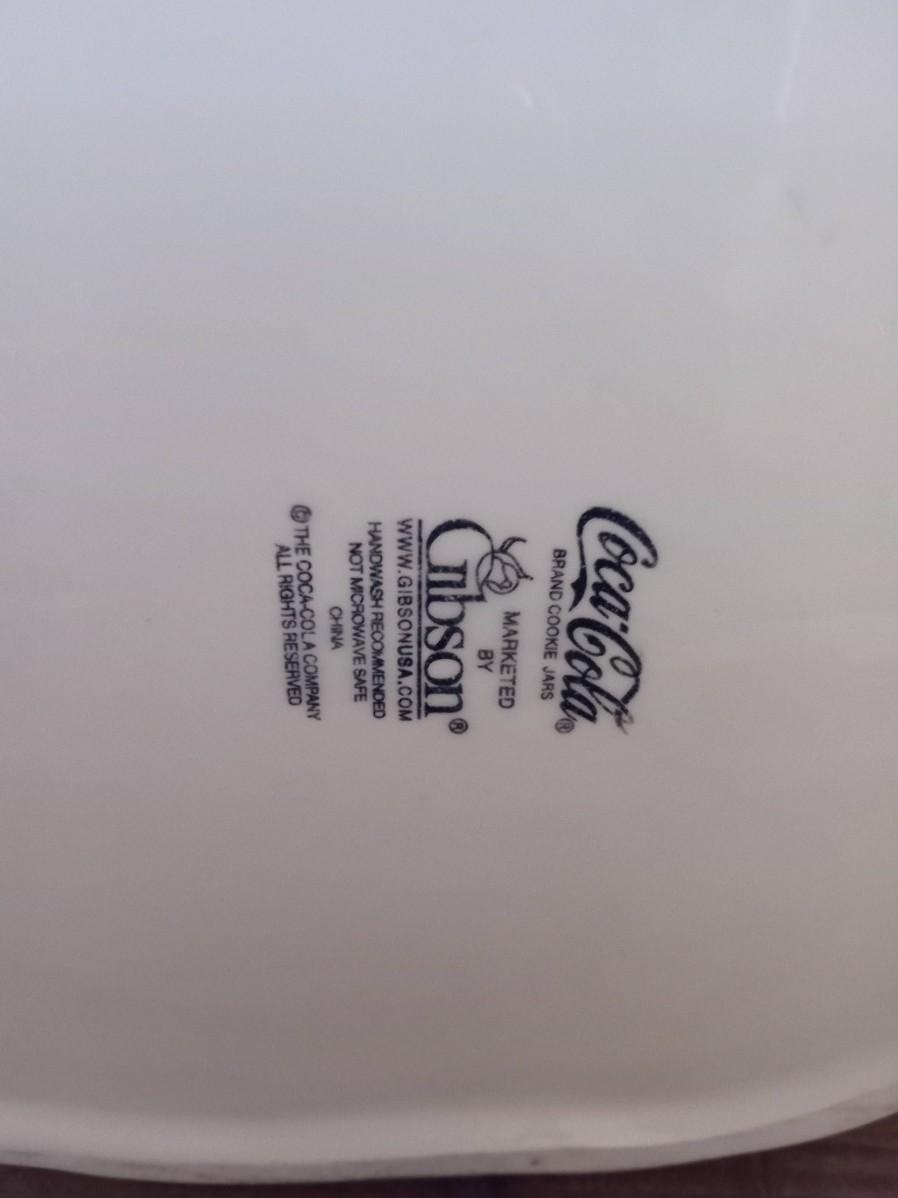 Coca-Cola®
BRAND COOKIE JARS
MARKETED
BY
Gibson®
WWW.GIBSONUSA.COM
HANDWASH RECOMMENDED
NOT MICROWAVE SAFE
CHINA
© THE COCA-COLA COMPANY
ALL RIGHTS RESERVED